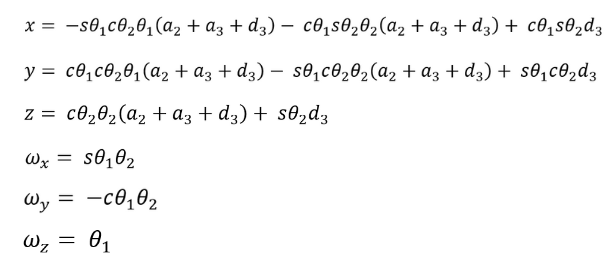 x = −sθ₁cθ₂θ₁(a₂ + a₃ + d₃) − cθ₁sθ₂θ₂(a₂ + a₃ + d₃) + cθ₁sθ₂d₃
y = cθ₁cθ₂θ₁(a₂ + a₃ + d₃) − sθ₁cθ₂θ₂(a₂ + a₃ + d₃) + sθ₁cθ₂d₃
z = cθ₂θ₂(a₂ + a₃ + d₃) + sθ₂d₃
ωₓ = sθ₁θ₂
ω_y = −cθ₁θ₂
ω_z = θ₁